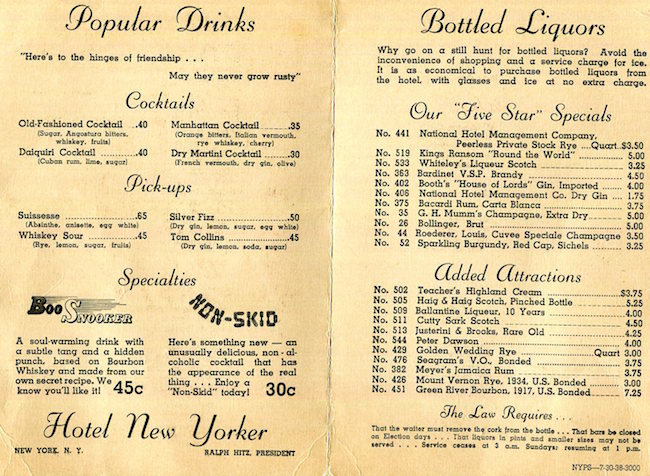 Popular Drinks
"Here's to the hinges of friendship . . .
May they never grow rusty"
Cocktails
Old-Fashioned Cocktail .40
(Sugar, Angostura bitters,
whiskey, fruits)
Daiquiri Cocktail .40
(Cuban rum, lime, sugar)
Manhattan Cocktail .35
(Orange bitters, Italian vermouth,
rye whiskey, cherry)
Dry Martini Cocktail .30
(French vermouth, dry gin, olive)
Pick-ups
Suissesse .65
(Absinthe, anisette, egg white)
Whiskey Sour .45
(Rye, lemon, sugar, fruits)
Silver Fizz .50
(Dry gin, lemon, sugar, egg white)
Tom Collins .45
(Dry gin, lemon, soda, sugar)
Specialties
BOO SNOOKER
A soul-warming drink with
a subtle tang and a hidden
punch, based on Bourbon
Whiskey and made from our
own secret recipe. We
know you'll like it! 45c
NON-SKID
Here's something new — an
unusually delicious, non-al-
coholic cocktail that has
the appearance of the real
thing . . . Enjoy a
"Non-Skid" today! 30c
Hotel New Yorker
NEW YORK, N. Y. RALPH HITZ, PRESIDENT
Bottled Liquors
Why go on a still hunt for bottled liquors? Avoid the
inconvenience of shopping and a service charge for ice.
It is as economical to purchase bottled liquors from
the hotel, with glasses and ice at no extra charge.
Our "Five Star" Specials
No. 441 National Hotel Management Company,
Peerless Private Stock Rye Quart $3.50
No. 519 Kings Ransom "Round the World" 5.00
No. 533 Whiteley's Liqueur Scotch 3.25
No. 363 Bardinet V.S.P. Brandy 4.50
No. 402 Booth's "House of Lords" Gin, Imported 4.00
No. 406 National Hotel Management Co. Dry Gin 1.75
No. 375 Bacardi Rum, Carta Blanca 3.75
No. 35 G. H. Mumm's Champagne, Extra Dry 5.00
No. 26 Bollinger, Brut 5.00
No. 44 Roederer, Louis, Cuvee Speciale Champagne 3.50
No. 52 Sparkling Burgundy, Red Cap, Sichels 3.25
Added Attractions
No. 502 Teacher's Highland Cream $3.75
No. 505 Haig & Haig Scotch, Pinched Bottle 5.25
No. 509 Ballantine Liqueur, 10 Years 4.00
No. 511 Cutty Sark Scotch 4.50
No. 513 Justerini & Brooks, Rare Old 4.25
No. 544 Peter Dawson 4.00
No. 429 Golden Wedding Rye Quart 3.00
No. 476 Seagram's V.O., Bonded 3.75
No. 382 Meyer's Jamaica Rum 3.75
No. 426 Mount Vernon Rye, 1934, U.S. Bonded 3.00
No. 451 Green River Bourbon, 1917, U.S. Bonded 7.25
The Law Requires . . .
That the waiter must remove the cork from the bottle . . . That bars be closed
on Election days . . . That liquors in pints and smaller sizes may not be
served . . . Service ceases at 3 a.m. Sundays; resuming at 1 p.m.
NYPS—7-30-38-3000